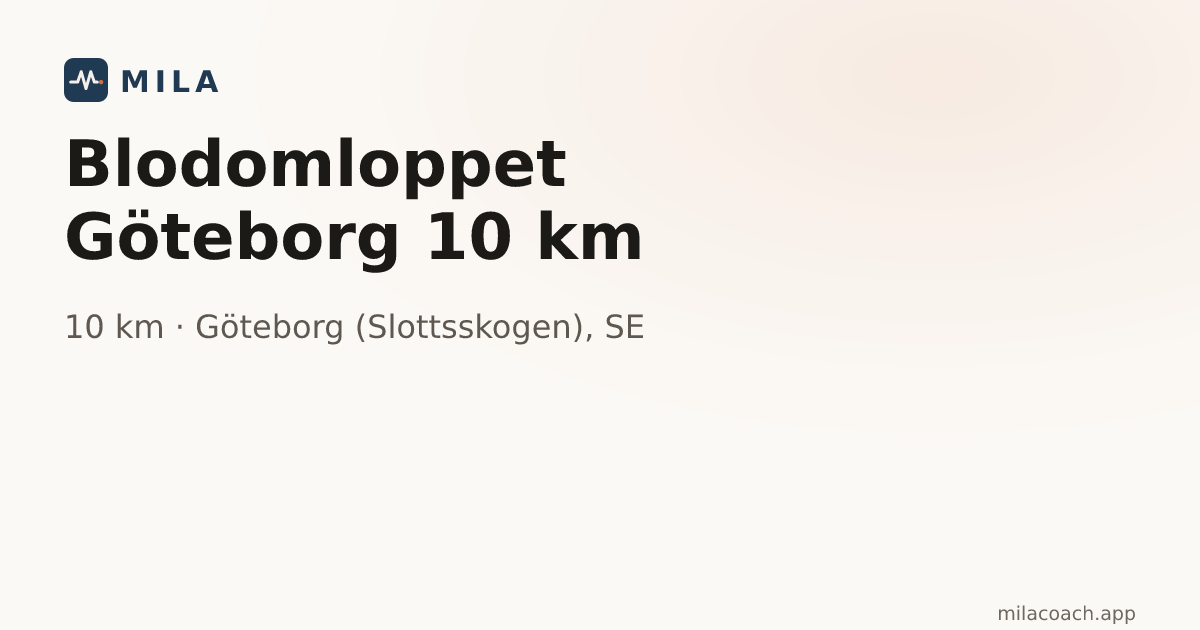 MILA
Blodomloppet
Göteborg 10 km
10 km · Göteborg (Slottsskogen), SE
milacoach.app